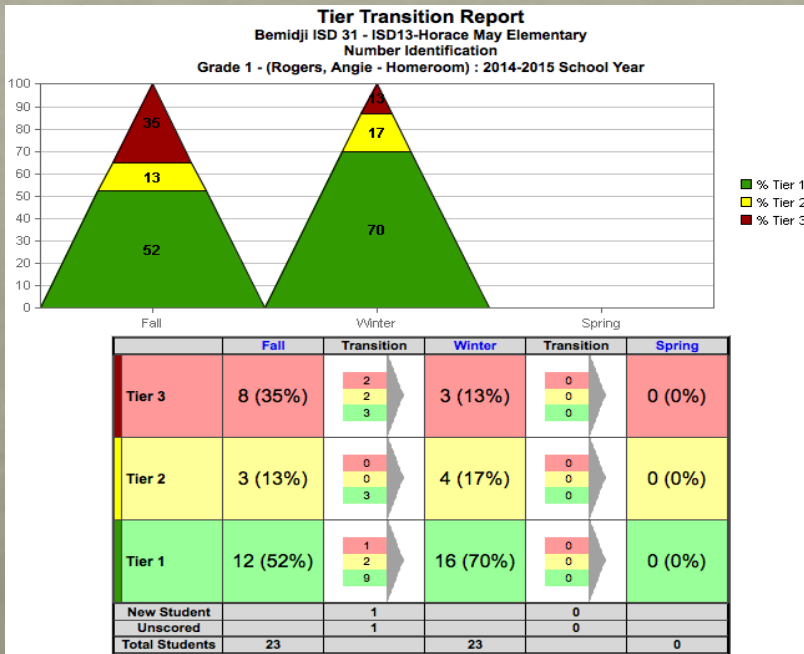 Tier Transition Report
Bemidji ISD 31 - ISD13-Horace May Elementary
Number Identification
Grade 1 - (Rogers, Angie - Homeroom) : 2014-2015 School Year
100
90
80
70
60
50
40
30
20
10
0
35
13
52
13
17
70
Fall
Winter
Spring
% Tier 1
% Tier 2
% Tier 3
Fall Transition Winter Transition Spring
Tier 3 8 (35%) 2 2 3 3 (13%) 0 0 0 0 (0%)
Tier 2 3 (13%) 0 0 3 4 (17%) 0 0 0 0 (0%)
Tier 1 12 (52%) 1 2 9 16 (70%) 0 0 0 0 (0%)
New Student 1 0
Unscored 1 0
Total Students 23 23 0